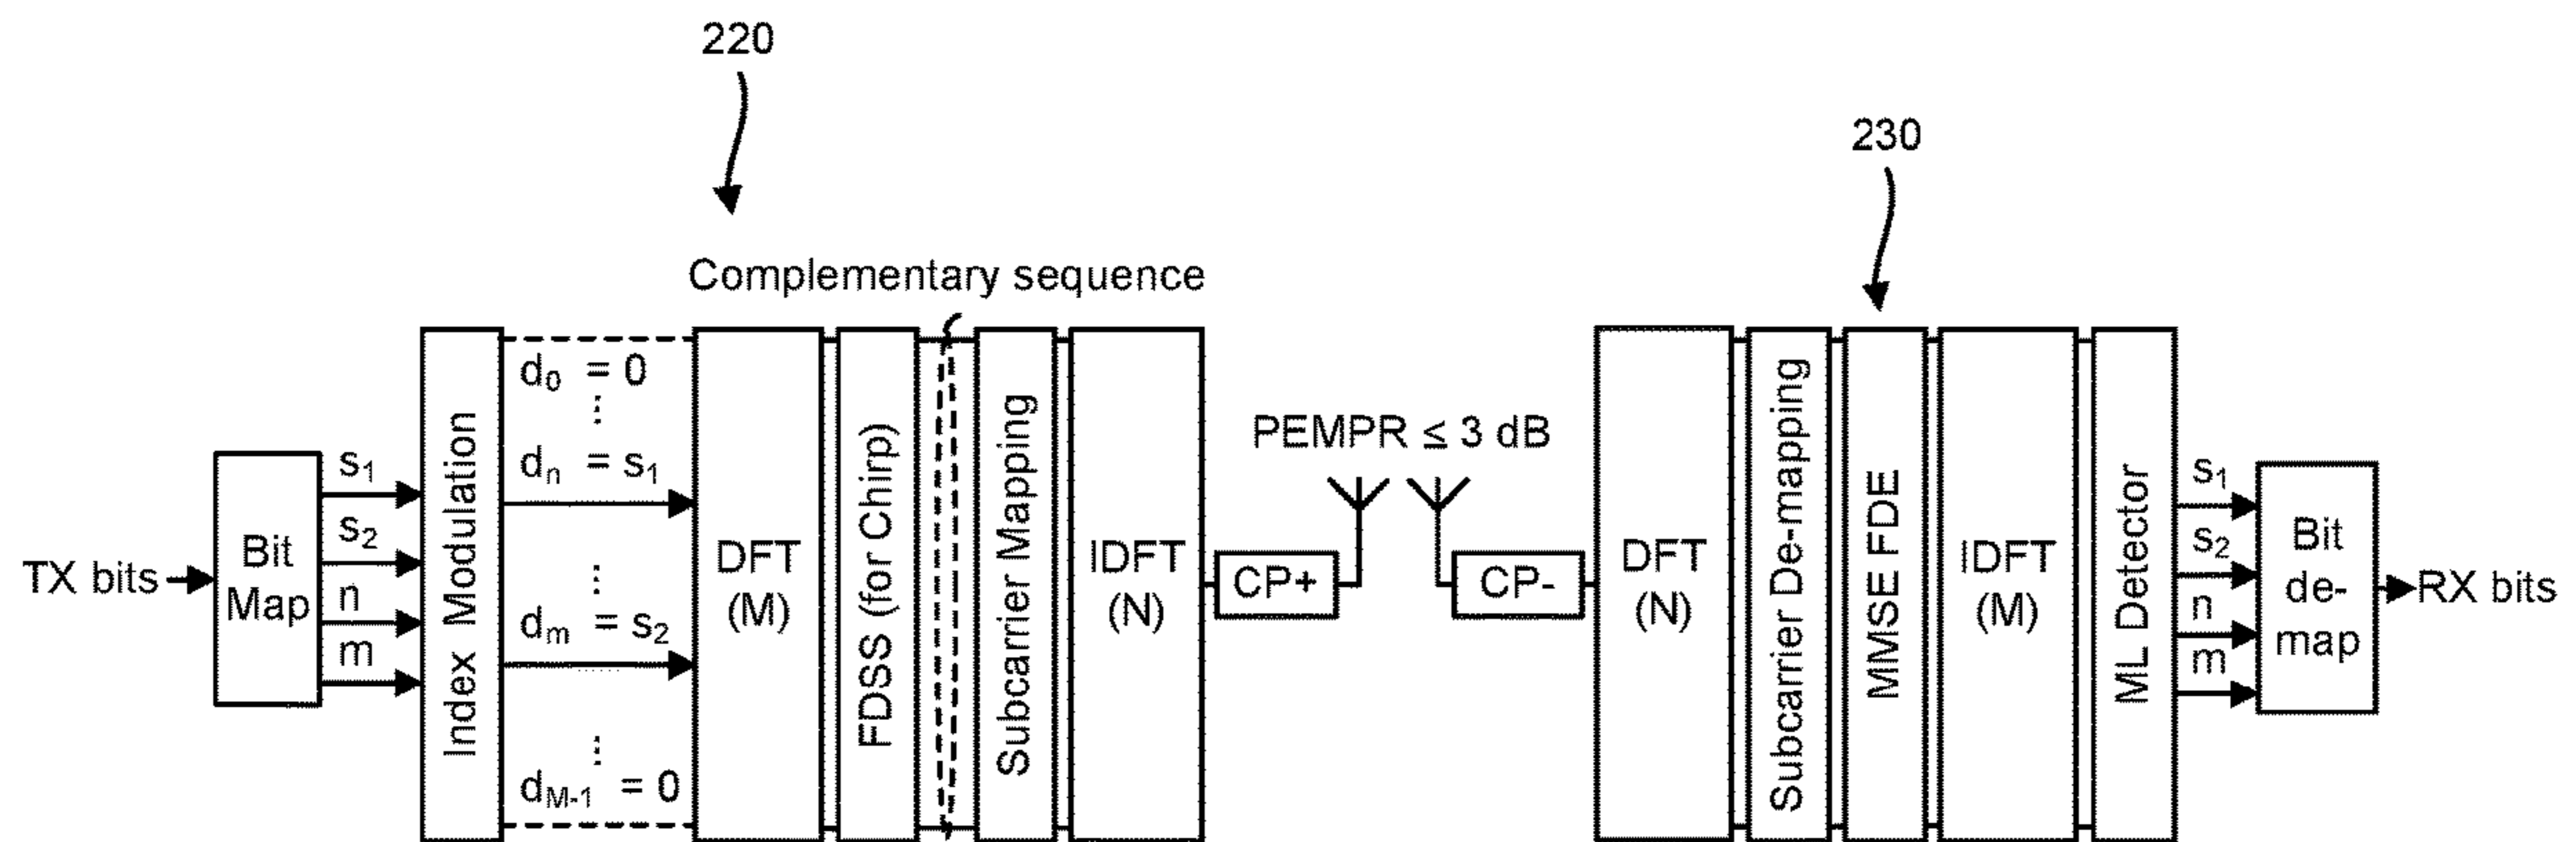 220
230
Complementary sequence
TX bits
Bit
Map
s1
s2
n
m
Index Modulation
d0 = 0
⋮
dn = s1
⋮
dm = s2
⋮
dM-1 = 0
DFT
(M)
FDSS (for Chirp)
Subcarrier Mapping
IDFT
(N)
CP+
PEMPR ≤ 3 dB
CP-
DFT
(N)
Subcarrier De-mapping
MMSE FDE
IDFT
(M)
ML Detector
s1
s2
n
m
Bit
de-
map
RX bits